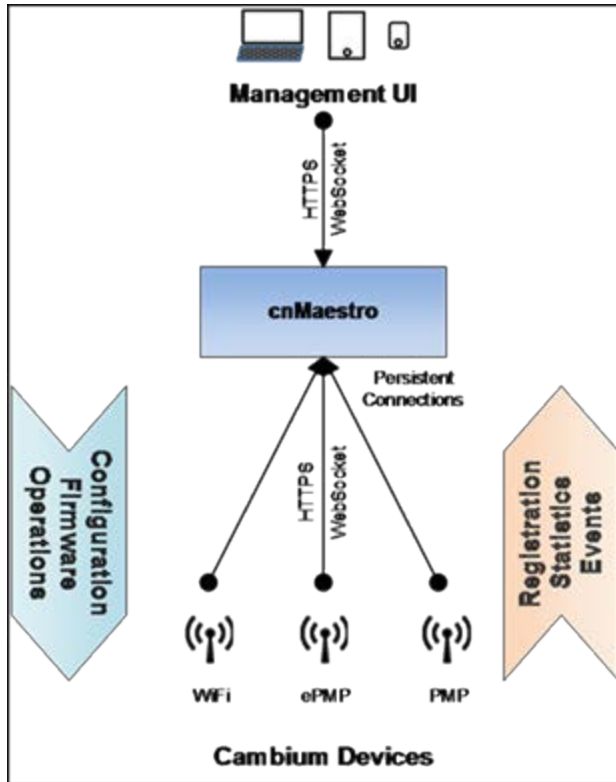 Management UI
HTTPS
WebSocket
cnMaestro
Persistent
Connections
Configuration
Firmware
Operations
HTTPS
WebSocket
Registration
Statistics
Events
WiFi
ePMP
PMP
Cambium Devices